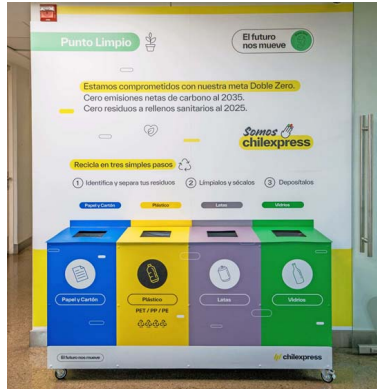 Punto Limpio
El futuro
nos mueve
Estamos comprometidos con nuestra meta Doble Zero.
Cero emisiones netas de carbono al 2035.
Cero residuos a rellenos sanitarios al 2025.
Somos
chilexpress
Recicla en tres simples pasos
1 Identifica y separa tus residuos
2 Límpialos y sécalos
3 Deposítalos
Papel y Cartón
Plástico
Latas
Vidrios
Papel y Cartón
Plástico
PET / PP / PE
Latas
Vidrios
El futuro nos mueve
chilexpress